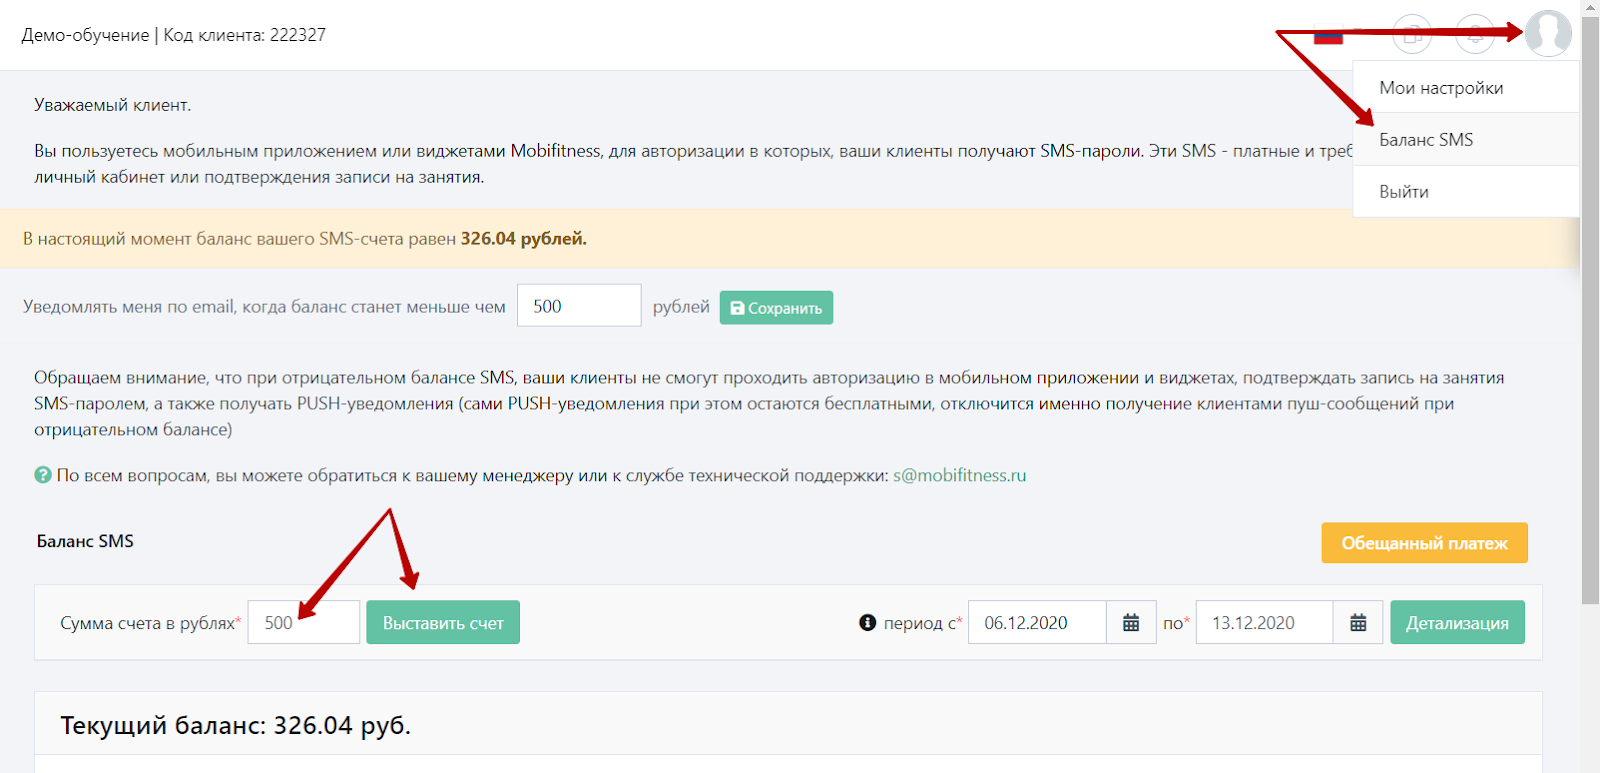 Демо-обучение | Код клиента: 222327
Мои настройки
Баланс SMS
Выйти
Уважаемый клиент.
Вы пользуетесь мобильным приложением или виджетами Mobifitness, для авторизации в которых, ваши клиенты получают SMS-пароли. Эти SMS - платные и треб
личный кабинет или подтверждения записи на занятия.
В настоящий момент баланс вашего SMS-счета равен 326.04 рублей.
Уведомлять меня по email, когда баланс станет меньше чем 500 рублей Сохранить
Обращаем внимание, что при отрицательном балансе SMS, ваши клиенты не смогут проходить авторизацию в мобильном приложении и виджетах, подтверждать запись на занятия
SMS-паролем, а также получать PUSH-уведомления (сами PUSH-уведомления при этом остаются бесплатными, отключится именно получение клиентами пуш-сообщений при
отрицательном балансе)
По всем вопросам, вы можете обратиться к вашему менеджеру или к службе технической поддержки: s@mobifitness.ru
Баланс SMS
Обещанный платеж
Сумма счета в рублях* 500 Выставить счет период с* 06.12.2020 по* 13.12.2020 Детализация
Текущий баланс: 326.04 руб.